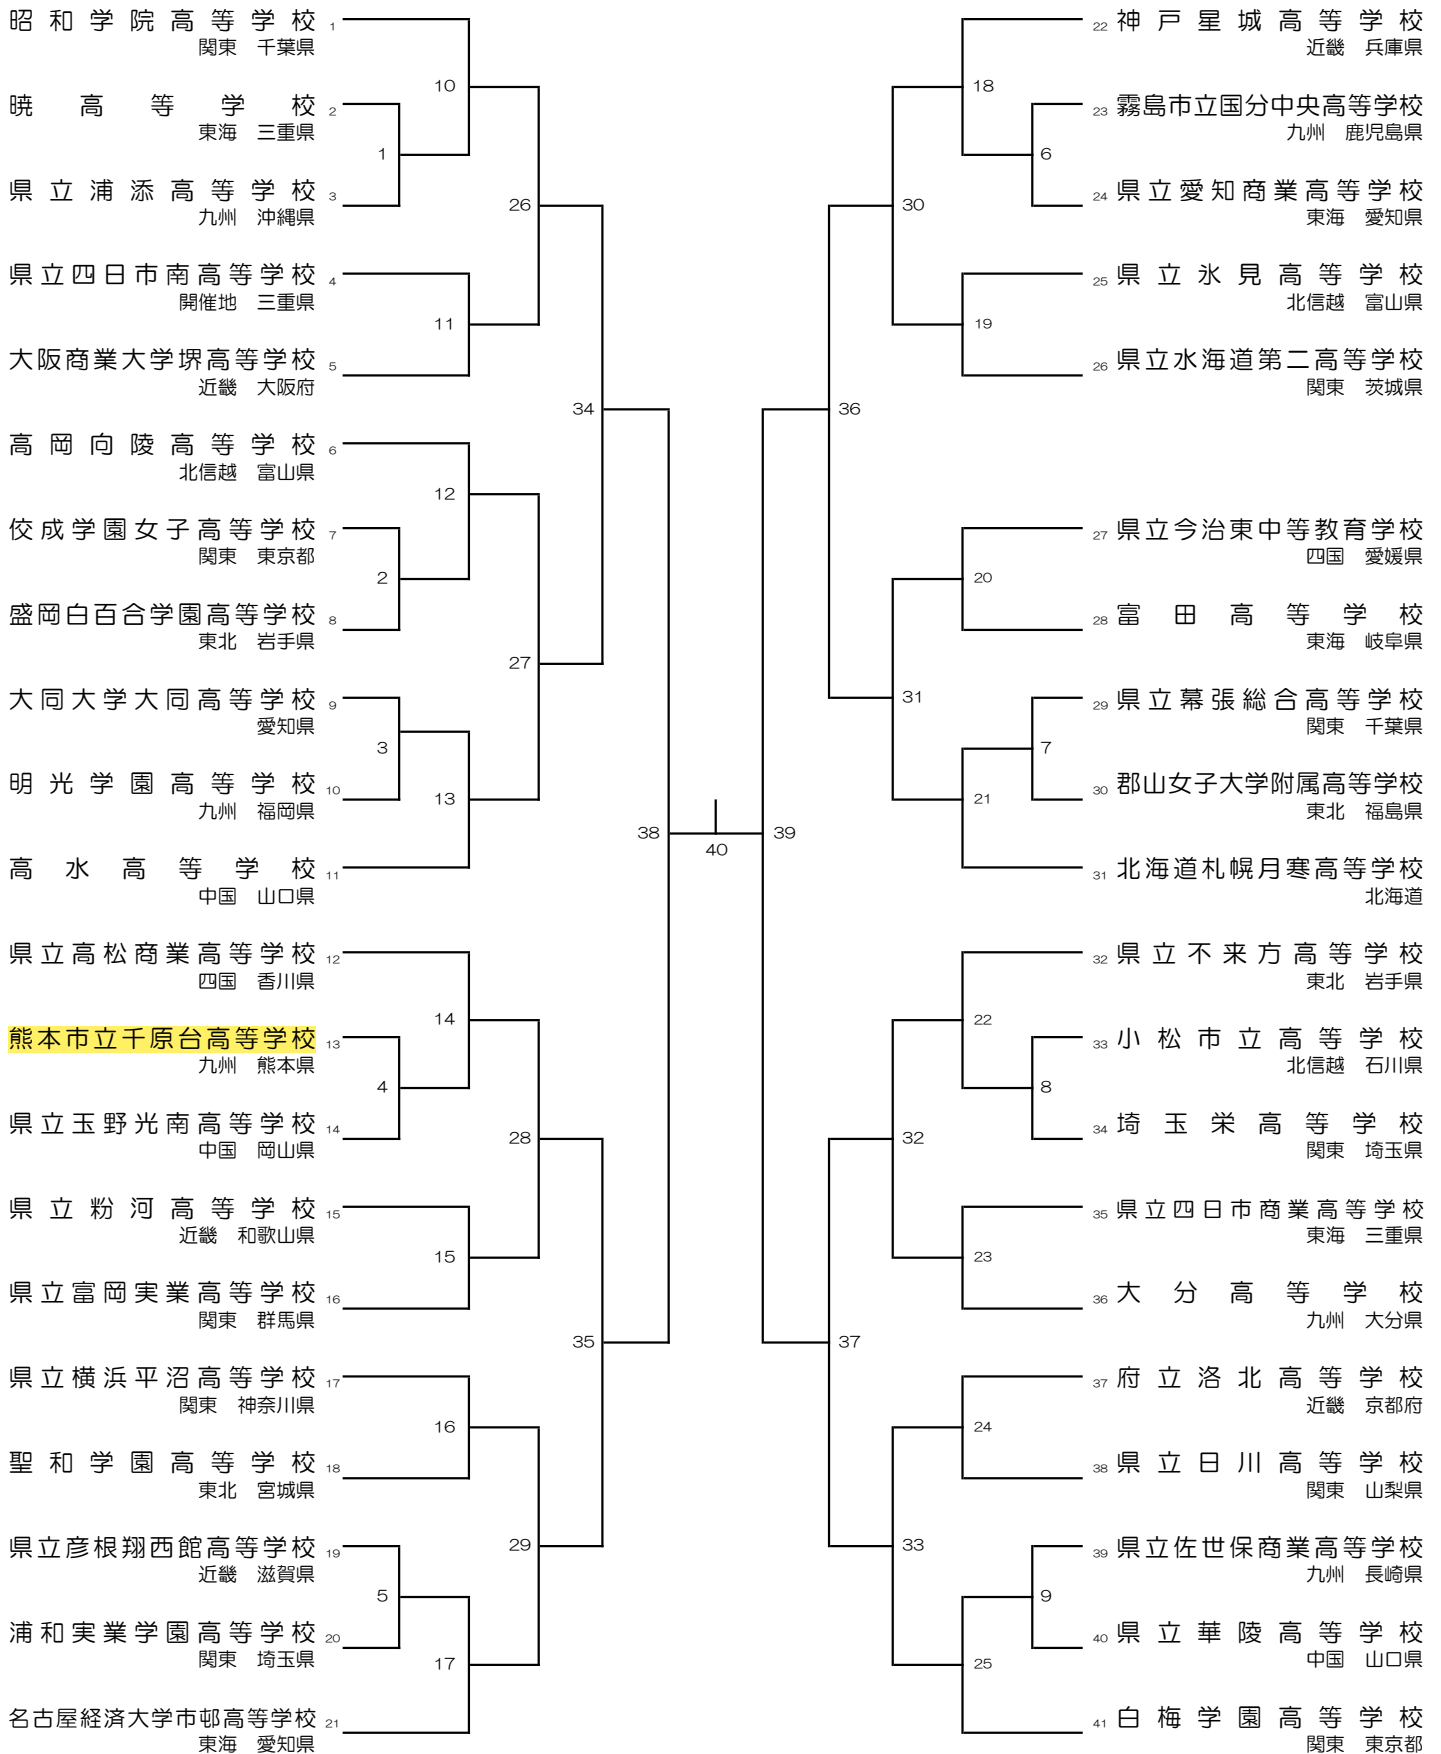 昭和学院高等学校 1
関東 千葉県
暁高等学校 2
東海 三重県
県立浦添高等学校 3
九州 沖縄県
県立四日市南高等学校 4
開催地 三重県
大阪商業大学堺高等学校 5
近畿 大阪府
高岡向陵高等学校 6
北信越 富山県
佼成学園女子高等学校 7
関東 東京都
盛岡白百合学園高等学校 8
東北 岩手県
大同大学大同高等学校 9
愛知県
明光学園高等学校 10
九州 福岡県
高水高等学校 11
中国 山口県
県立高松商業高等学校 12
四国 香川県
熊本市立千原台高等学校 13
九州 熊本県
県立玉野光南高等学校 14
中国 岡山県
県立粉河高等学校 15
近畿 和歌山県
県立富岡実業高等学校 16
関東 群馬県
県立横浜平沼高等学校 17
関東 神奈川県
聖和学園高等学校 18
東北 宮城県
県立彦根翔西館高等学校 19
近畿 滋賀県
浦和実業学園高等学校 20
関東 埼玉県
名古屋経済大学市邨高等学校 21
東海 愛知県
1
2
3
4
5
10
11
12
13
14
15
16
17
26
27
28
29
34
35
38
40
39
36
37
30
31
32
33
18
19
20
21
22
23
24
25
6
7
8
9
22 神戸星城高等学校
近畿 兵庫県
23 霧島市立国分中央高等学校
九州 鹿児島県
24 県立愛知商業高等学校
東海 愛知県
25 県立氷見高等学校
北信越 富山県
26 県立水海道第二高等学校
関東 茨城県
27 県立今治東中等教育学校
四国 愛媛県
28 富田高等学校
東海 岐阜県
29 県立幕張総合高等学校
関東 千葉県
30 郡山女子大学附属高等学校
東北 福島県
31 北海道札幌月寒高等学校
北海道
32 県立不来方高等学校
東北 岩手県
33 小松市立高等学校
北信越 石川県
34 埼玉栄高等学校
関東 埼玉県
35 県立四日市商業高等学校
東海 三重県
36 大分高等学校
九州 大分県
37 府立洛北高等学校
近畿 京都府
38 県立日川高等学校
関東 山梨県
39 県立佐世保商業高等学校
九州 長崎県
40 県立華陵高等学校
中国 山口県
41 白梅学園高等学校
関東 東京都